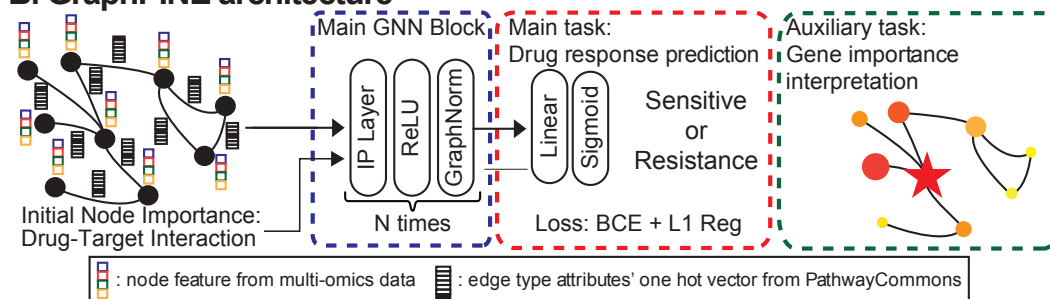 Main GNN Block
Main task:
Drug response prediction
Auxiliary task:
Gene importance
interpretation
IP Layer
ReLU
GraphNorm
Linear
Sigmoid
Sensitive
or
Resistance
Initial Node Importance:
Drug-Target Interaction
N times
Loss: BCE + L1 Reg
: node feature from multi-omics data
: edge type attributes' one hot vector from PathwayCommons